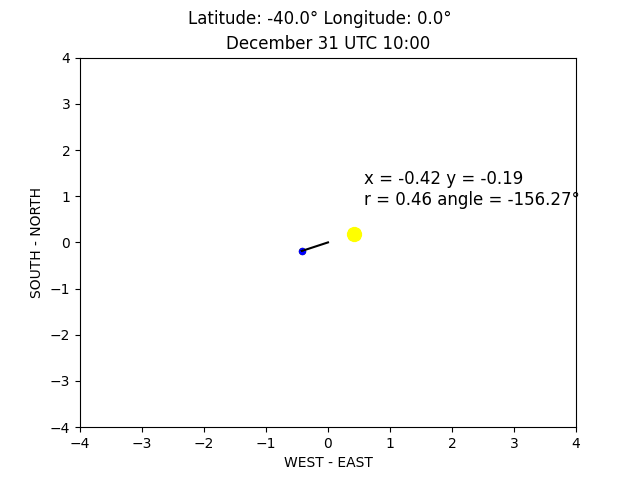 Latitude: -40.0° Longitude: 0.0°
December 31 UTC 10:00
4
3
2
1
0
−1
−2
−3
−4
SOUTH - NORTH
x = -0.42 y = -0.19
r = 0.46 angle = -156.27°
−4 −3 −2 −1 0 1 2 3 4
WEST - EAST